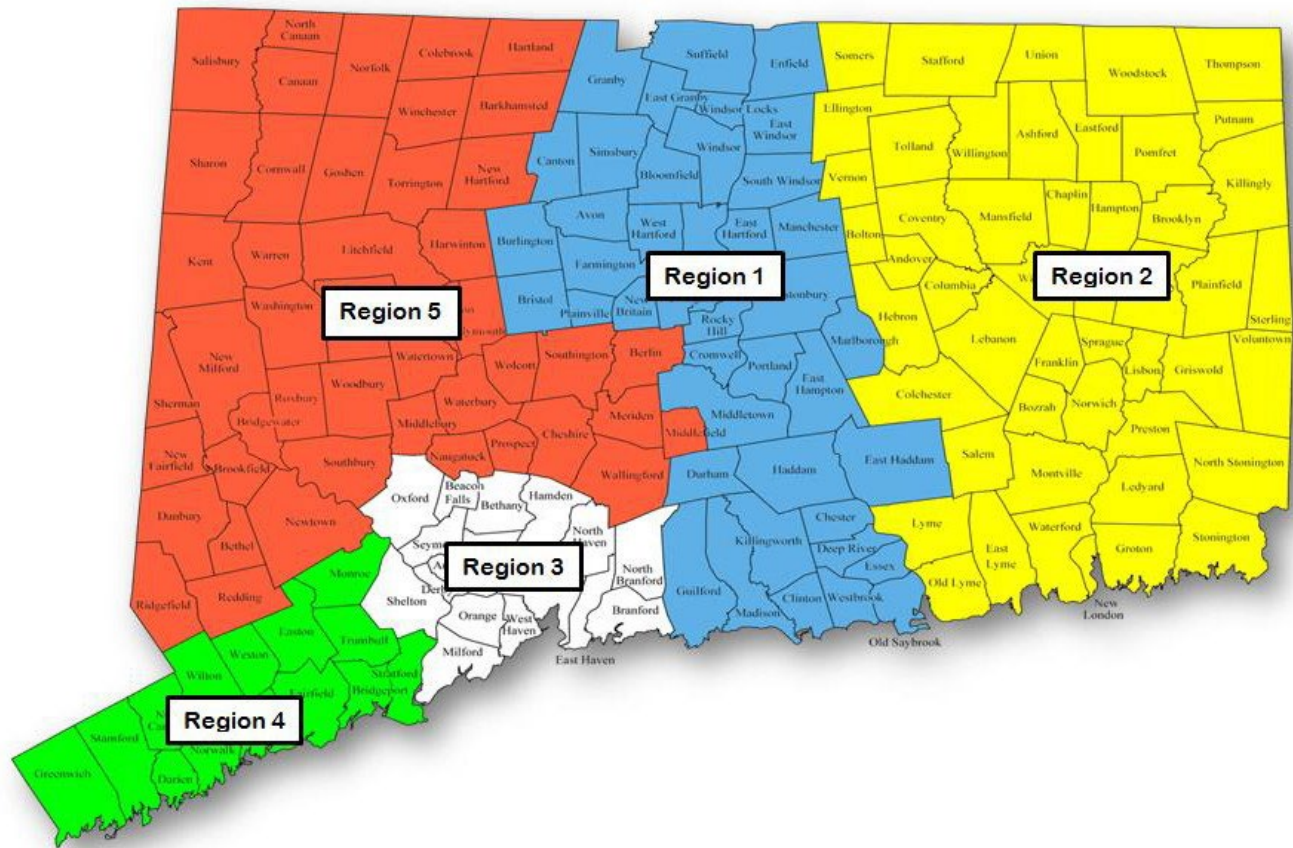 North
Canaan
Salisbury
Canaan
Norfolk
Colebrook
Hartland
Winchester
Barkhamsted
Sharon
Cornwall
Goshen
Torrington
New
Hartford
Kent
Warren
Litchfield
Harwinton
Washington
Region 5
New
Milford
Watertown
Wolcott
Southington
Berlin
Sherman
Roxbury
Woodbury
Waterbury
Bridgewater
Middlebury
Prospect
Cheshire
Meriden
Middlefield
New
Fairfield
Brookfield
Southbury
Naugatuck
Wallingford
Danbury
Newtown
Bethel
Ridgefield
Redding
Granby
Suffield
Enfield
East Granby
Windsor Locks
East
Windsor
Canton
Simsbury
Windsor
Bloomfield
South Windsor
Avon
West
Hartford
East
Hartford
Manchester
Burlington
Farmington
Region 1
Bristol
Plainville
New
Britain
Rocky
Hill
Marlborough
Cromwell
Portland
East
Hampton
Middletown
Durham
Haddam
East Haddam
Chester
Killingworth
Deep River
Essex
Guilford
Madison
Clinton
Westbrook
Old Saybrook
Somers
Stafford
Union
Woodstock
Thompson
Ellington
Tolland
Willington
Ashford
Eastford
Pomfret
Putnam
Killingly
Vernon
Coventry
Mansfield
Chaplin
Hampton
Brooklyn
Bolton
Andover
Columbia
Region 2
Plainfield
Sterling
Hebron
Lebanon
Franklin
Sprague
Lisbon
Griswold
Voluntown
Colchester
Bozrah
Norwich
Preston
Salem
Montville
Ledyard
North Stonington
Lyme
East
Lyme
Waterford
Groton
Stonington
Old Lyme
New
London
Oxford
Beacon
Falls
Bethany
Hamden
North
Haven
Region 3
Shelton
Orange
West
Haven
North
Branford
Branford
Milford
East Haven
Monroe
Easton
Trumbull
Weston
Wilton
Stratford
Fairfield
Bridgeport
Region 4
Stamford
Norwalk
Greenwich
Darien